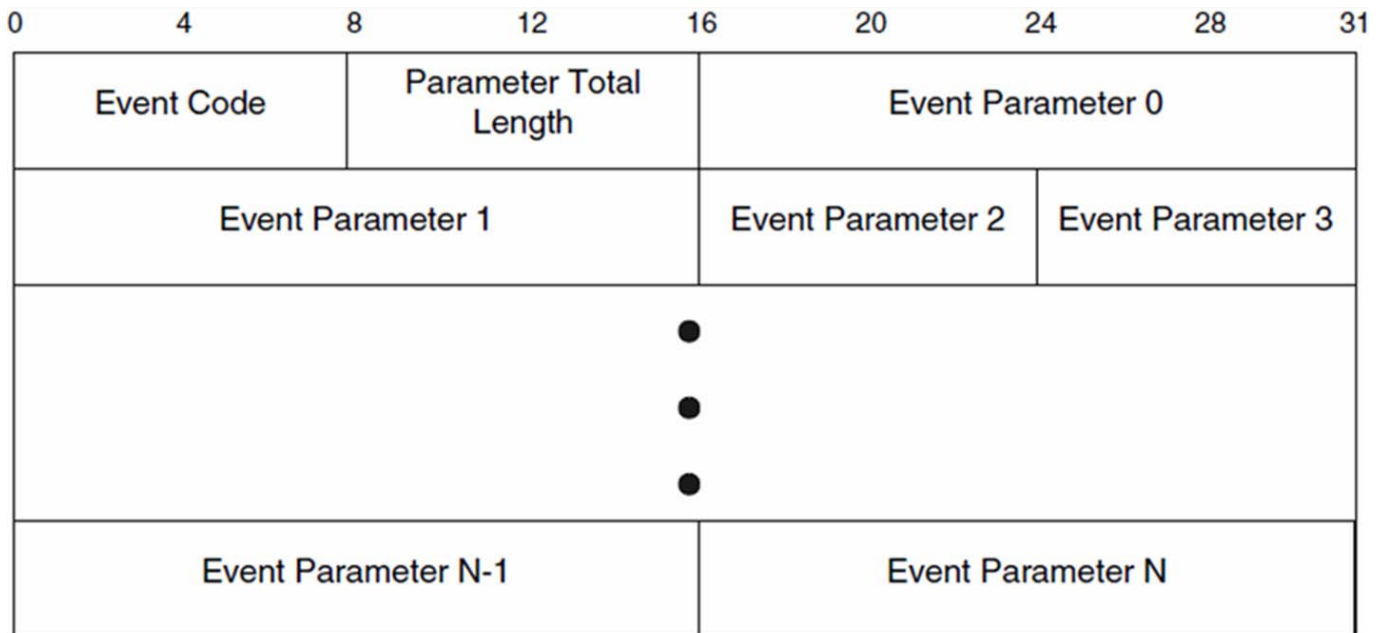 0 4 8 12 16 20 24 28 31
Event Code
Parameter Total
Length
Event Parameter 0
Event Parameter 1
Event Parameter 2
Event Parameter 3
Event Parameter N-1
Event Parameter N